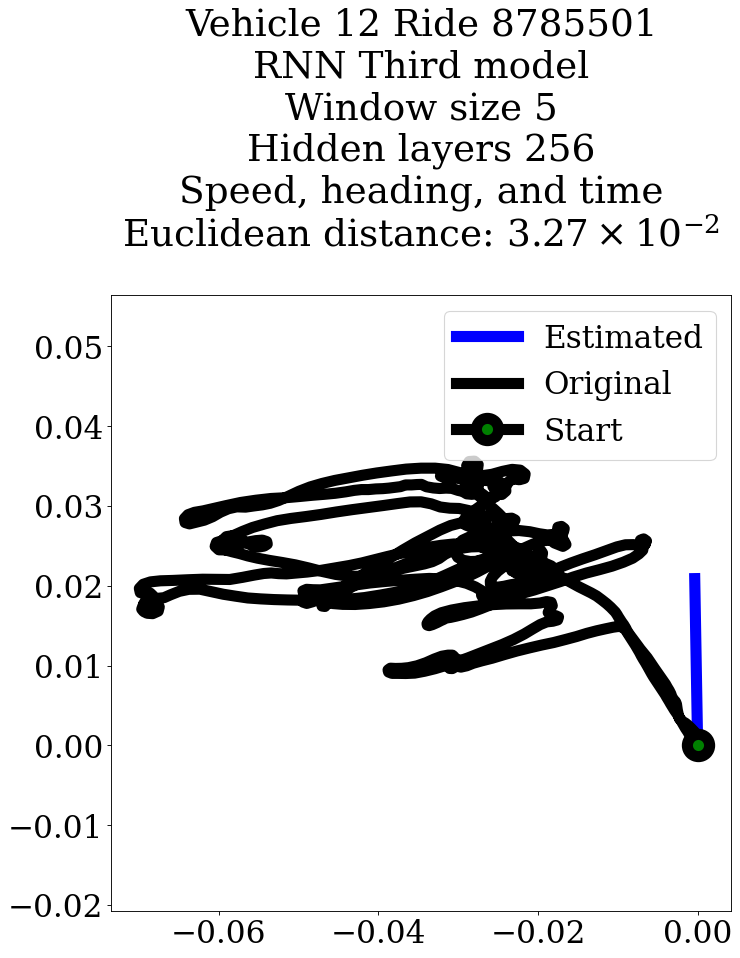 Vehicle 12 Ride 8785501
RNN Third model
Window size 5
Hidden layers 256
Speed, heading, and time
Euclidean distance: 3.27 × 10⁻²
Estimated
Original
Start
0.05
0.04
0.03
0.02
0.01
0.00
−0.01
−0.02
−0.06 −0.04 −0.02 0.00